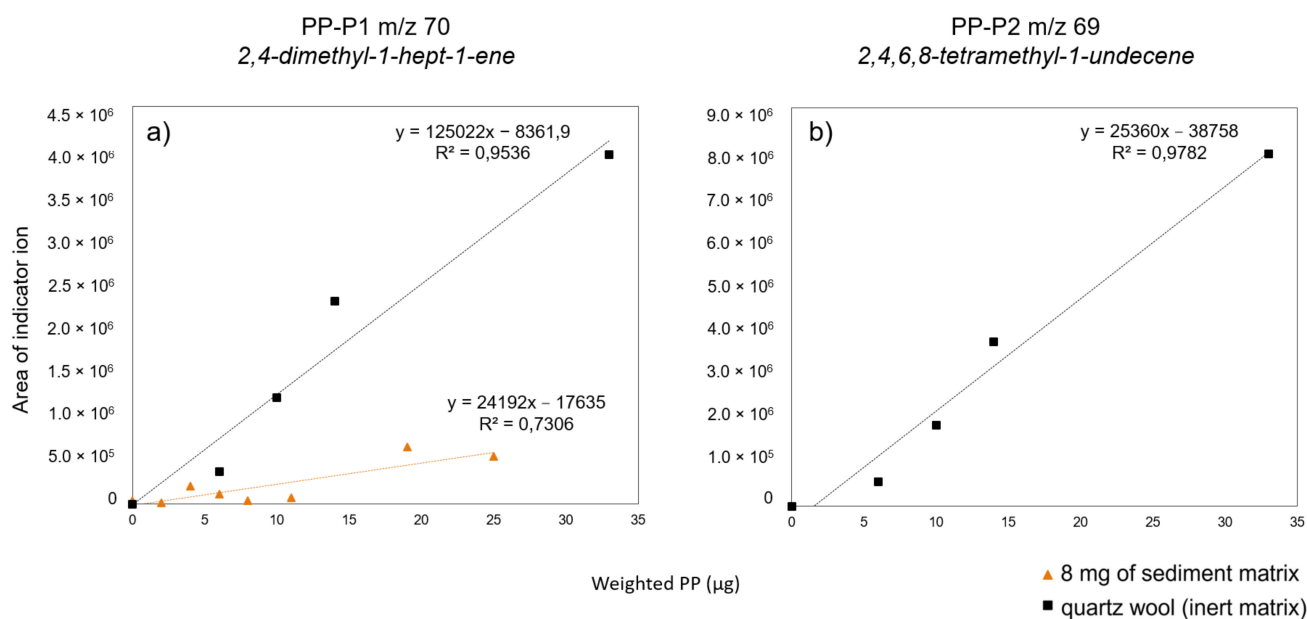 PP-P1 m/z 70
2,4-dimethyl-1-hept-1-ene
PP-P2 m/z 69
2,4,6,8-tetramethyl-1-undecene
Area of indicator ion
a)
y = 125022x − 8361,9
R² = 0,9536
y = 24192x − 17635
R² = 0,7306
4.5 × 10⁶
4.0 × 10⁶
3.5 × 10⁶
3.0 × 10⁶
2.5 × 10⁶
2.0 × 10⁶
1.5 × 10⁶
1.0 × 10⁶
5.0 × 10⁵
0
0 5 10 15 20 25 30 35
b)
y = 25360x − 38758
R² = 0,9782
9.0 × 10⁶
8.0 × 10⁶
7.0 × 10⁶
6.0 × 10⁶
5.0 × 10⁶
4.0 × 10⁶
3.0 × 10⁶
2.0 × 10⁶
1.0 × 10⁵
0
0 5 10 15 20 25 30 35
Weighted PP (µg)
8 mg of sediment matrix
quartz wool (inert matrix)